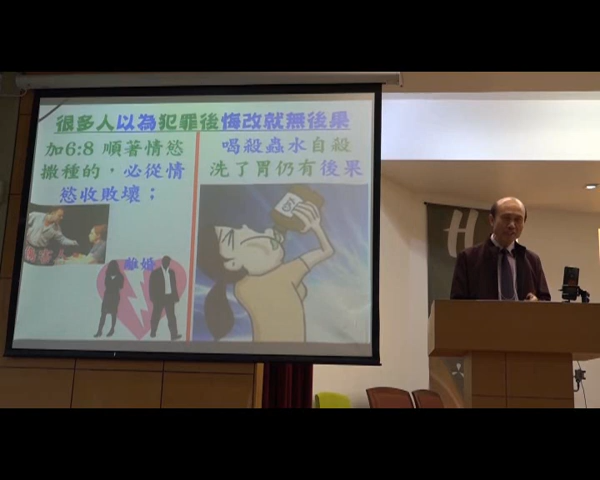 很多人以為犯罪後悔改就無後果
加6:8 順著情慾
撒種的，必從情
慾收敗壞；
離婚
喝殺蟲水自殺
洗了胃仍有後果
H